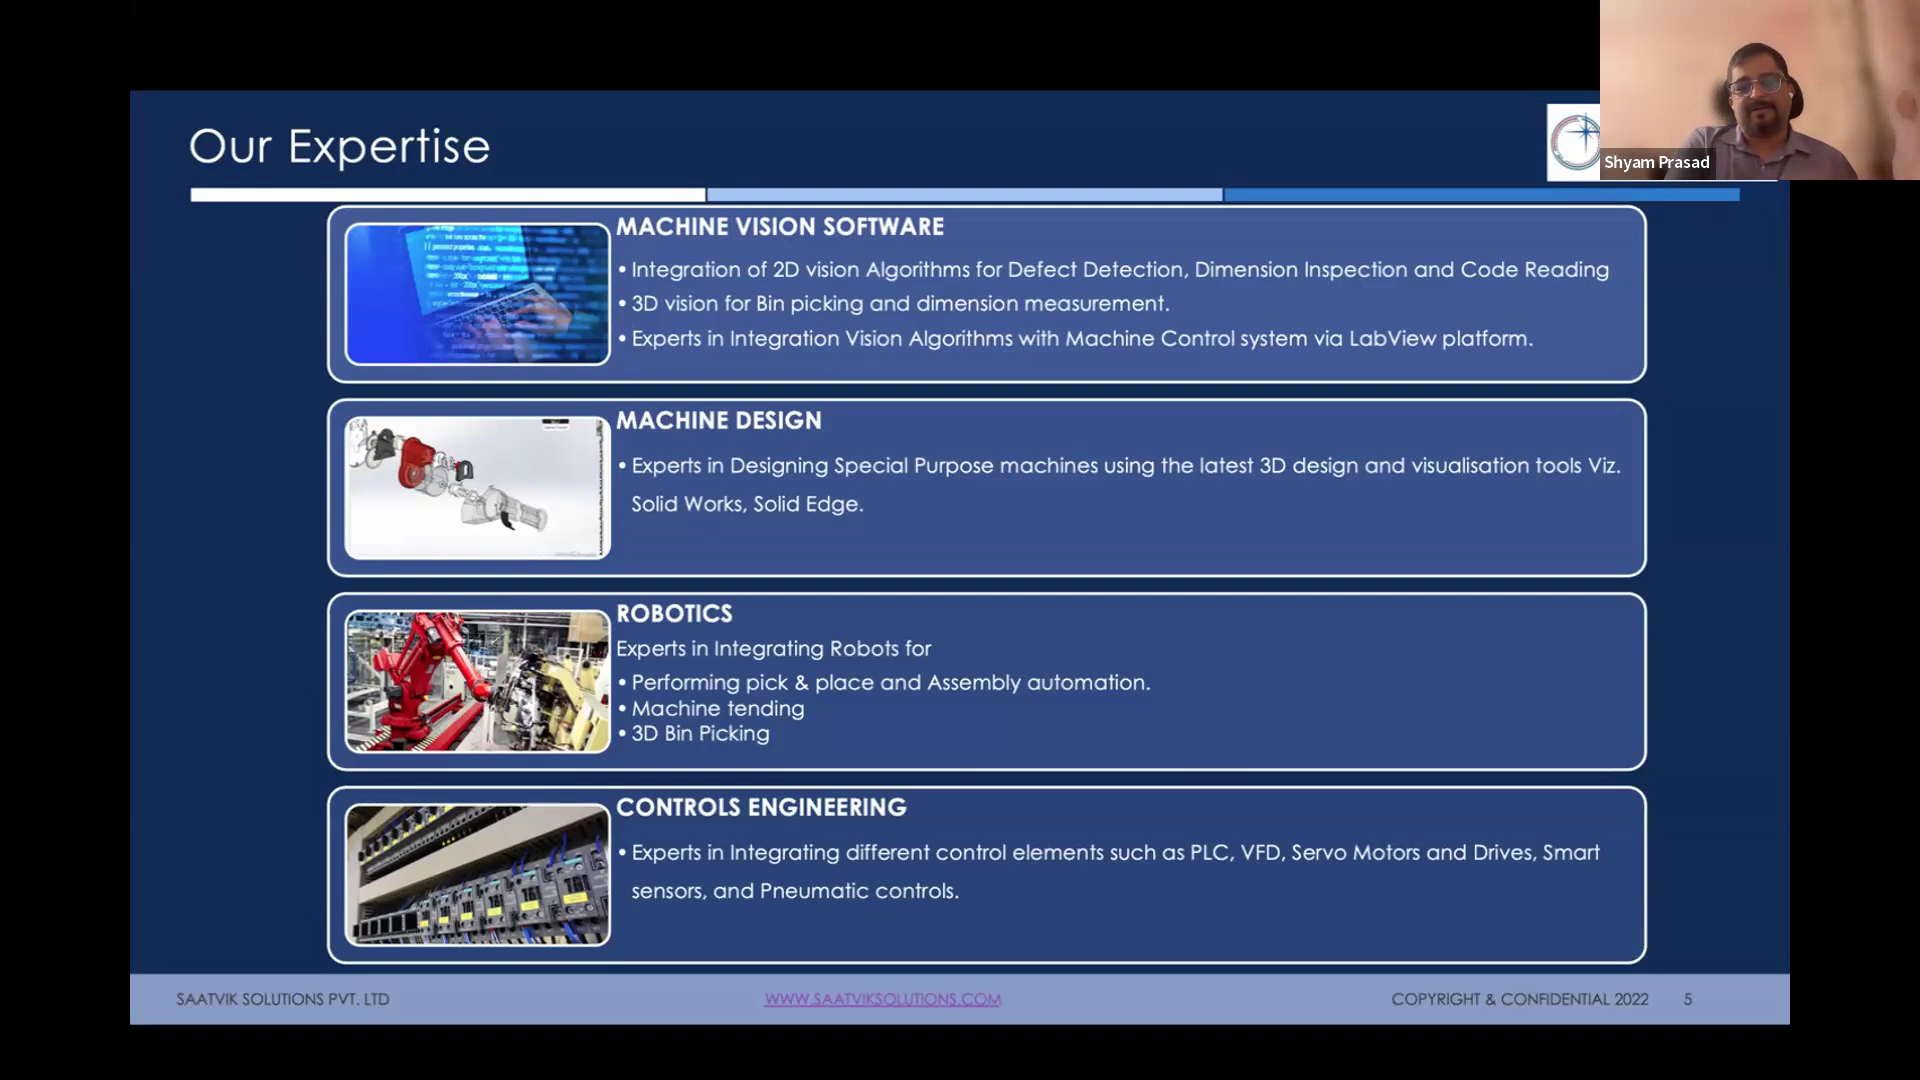 Our Expertise
Shyam Prasad
MACHINE VISION SOFTWARE
• Integration of 2D vision Algorithms for Defect Detection, Dimension Inspection and Code Reading
• 3D vision for Bin picking and dimension measurement.
• Experts in Integration Vision Algorithms with Machine Control system via LabView platform.
MACHINE DESIGN
• Experts in Designing Special Purpose machines using the latest 3D design and visualisation tools Viz.
Solid Works, Solid Edge.
ROBOTICS
Experts in Integrating Robots for
• Performing pick & place and Assembly automation.
• Machine tending
• 3D Bin Picking
CONTROLS ENGINEERING
• Experts in Integrating different control elements such as PLC, VFD, Servo Motors and Drives, Smart
sensors, and Pneumatic controls.
SAATVIK SOLUTIONS PVT. LTD
WWW.SAATVIKSOLUTIONS.COM
COPYRIGHT & CONFIDENTIAL 2022
5